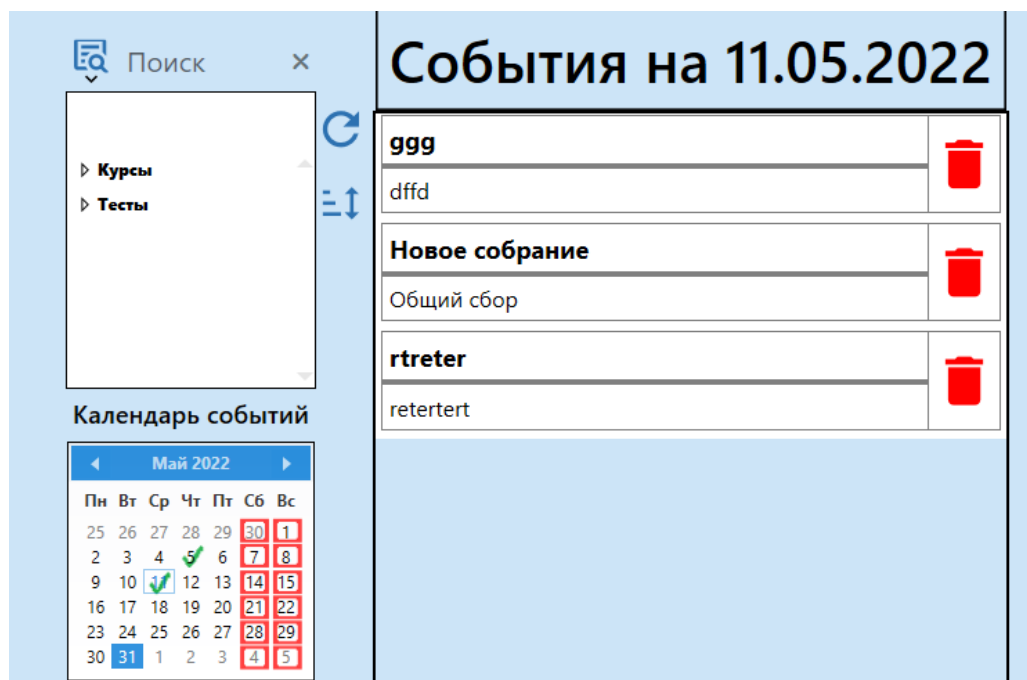 Поиск
Курсы
Тесты
Календарь событий
Май 2022
Пн Вт Ср Чт Пт Сб Вс
25 26 27 28 29 30 1
2 3 4 5 6 7 8
9 10 11 12 13 14 15
16 17 18 19 20 21 22
23 24 25 26 27 28 29
30 31 1 2 3 4 5
События на 11.05.2022
ggg
dffd
Новое собрание
Общий сбор
rtreter
retertert